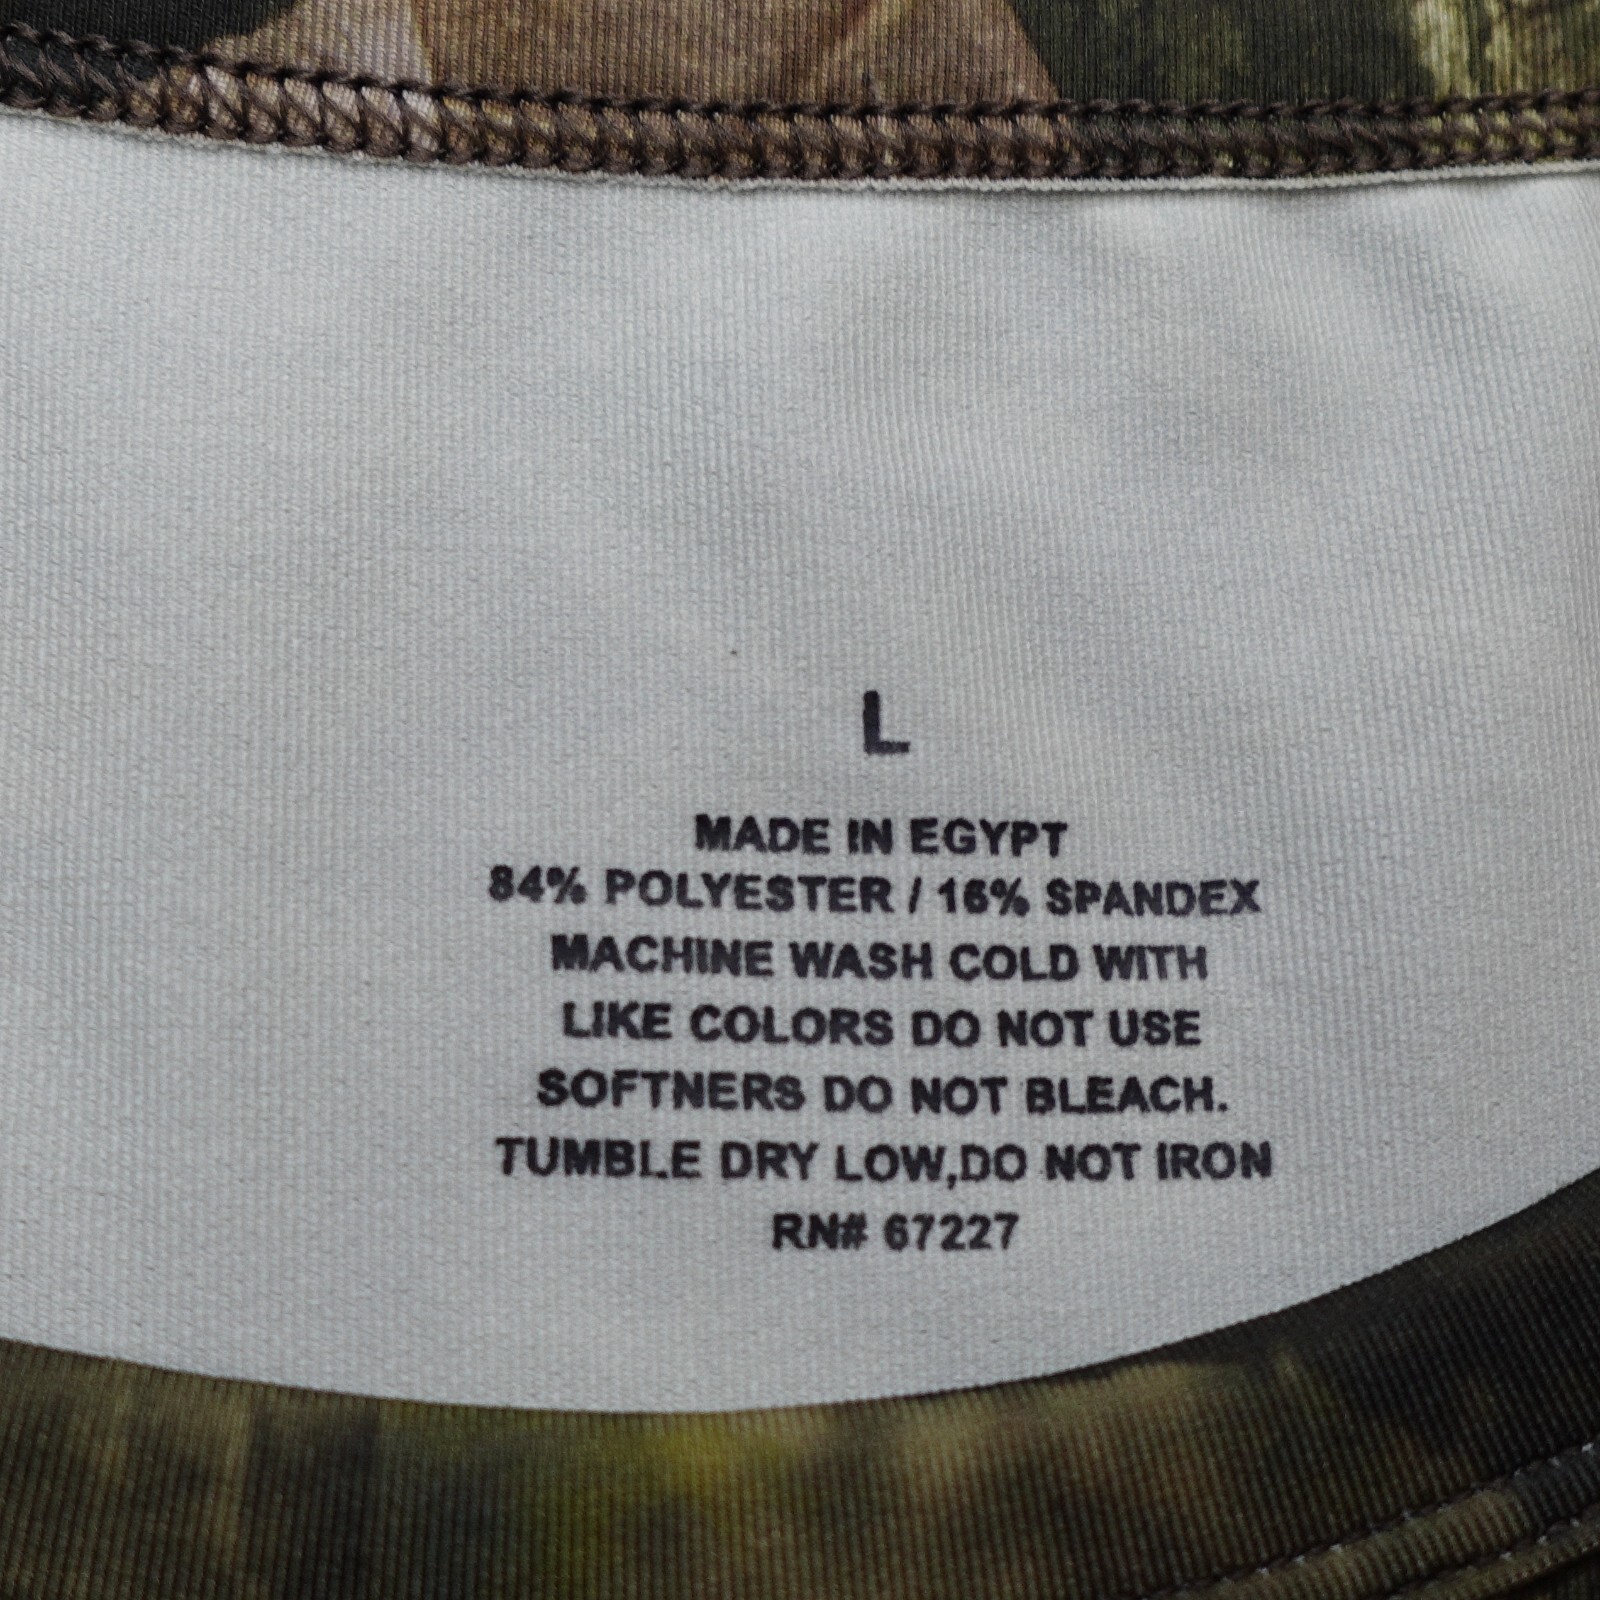 L
MADE IN EGYPT
84% POLYESTER / 16% SPANDEX
MACHINE WASH COLD WITH
LIKE COLORS DO NOT USE
SOFTNERS DO NOT BLEACH.
TUMBLE DRY LOW,DO NOT IRON
RN# 67227